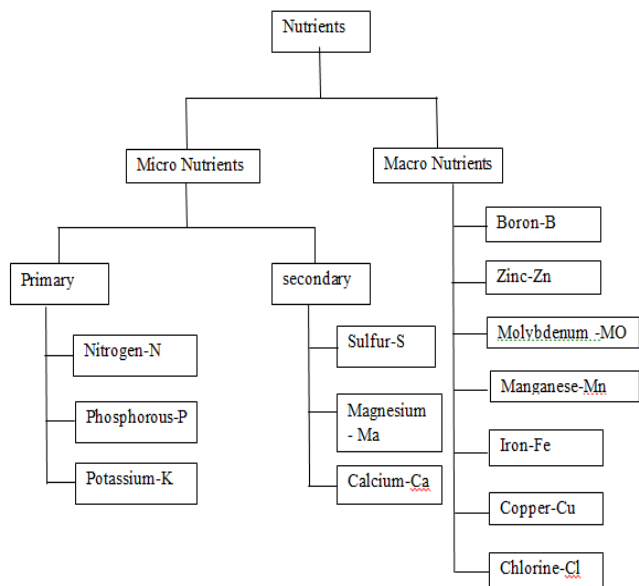 Nutrients
Micro Nutrients
Macro Nutrients
Primary
secondary
Nitrogen-N
Phosphorous-P
Potassium-K
Sulfur-S
Magnesium
- Ma
Calcium-Ca
Boron-B
Zinc-Zn
Molybdenum -MO
Manganese-Mn
Iron-Fe
Copper-Cu
Chlorine-Cl